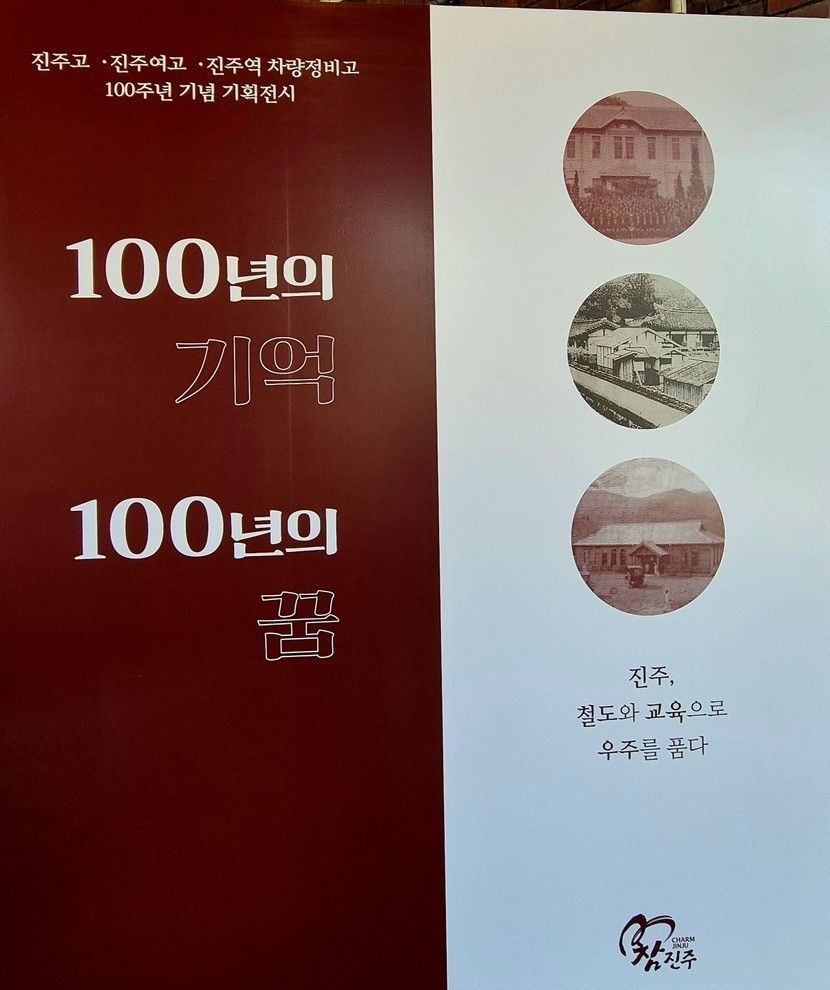 진주고 ·진주여고 ·진주역 차량정비고
100주년 기념 기획전시
100년의
기억
100년의
꿈
진주,
철도와 교육으로
우주를 품다
CHARM
JINJU
참진주